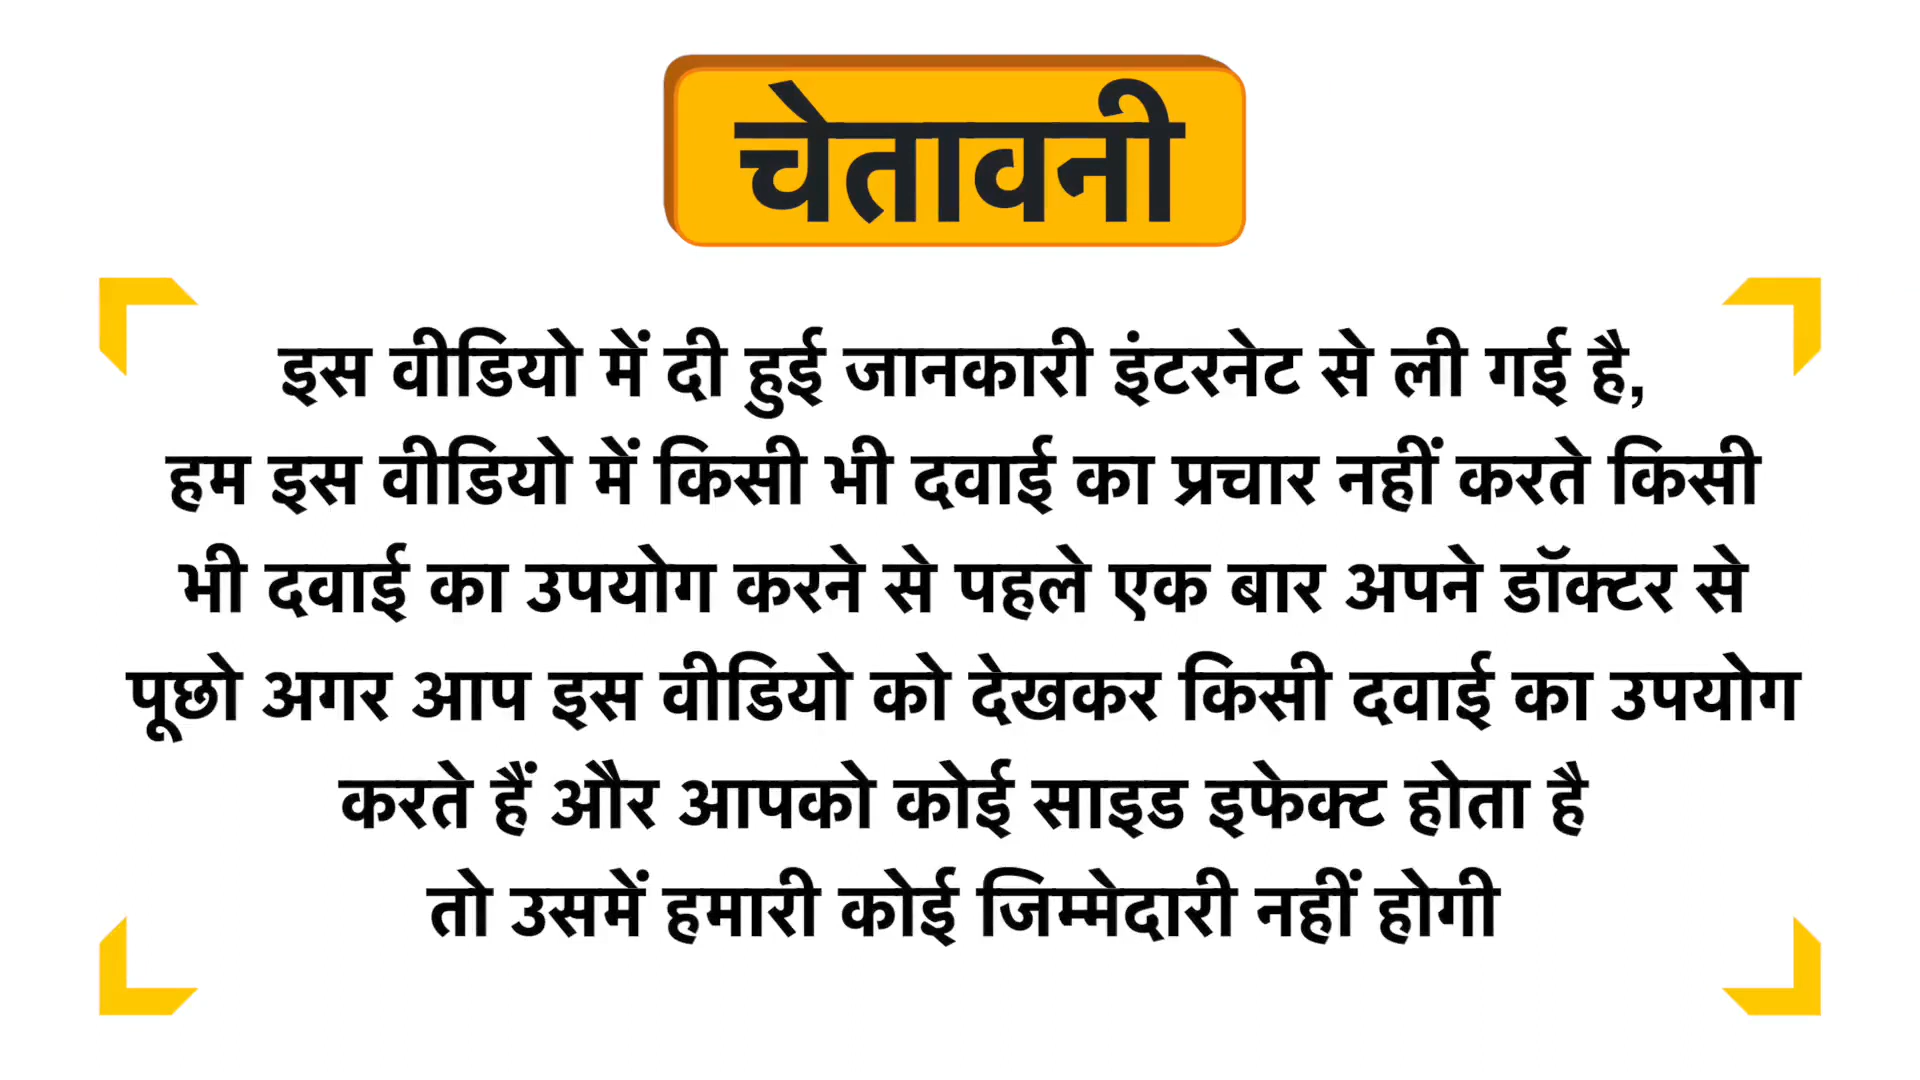 चेतावनी
इस वीडियो में दी हुई जानकारी इंटरनेट से ली गई है,
हम इस वीडियो में किसी भी दवाई का प्रचार नहीं करते किसी
भी दवाई का उपयोग करने से पहले एक बार अपने डॉक्टर से
पूछो अगर आप इस वीडियो को देखकर किसी दवाई का उपयोग
करते हैं और आपको कोई साइड इफेक्ट होता है
तो उसमें हमारी कोई जिम्मेदारी नहीं होगी